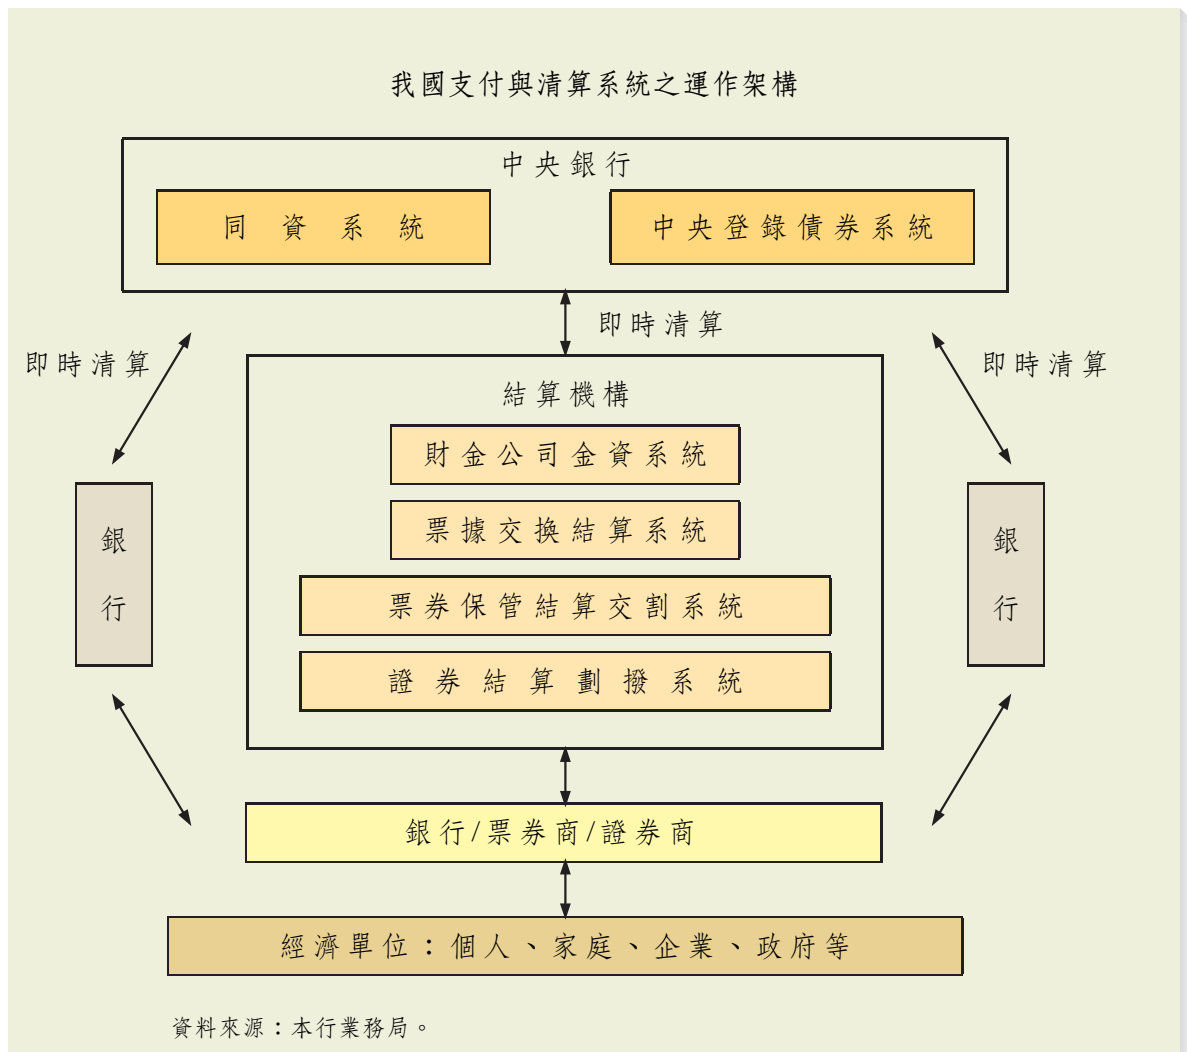 我國支付與清算系統之運作架構
中央銀行
同資系統
中央登錄債券系統
即時清算
即時清算
即時清算
結算機構
財金公司金資系統
票據交換結算系統
票券保管結算交割系統
證券結算劃撥系統
銀行
銀行
銀行/票券商/證券商
經濟單位：個人、家庭、企業、政府等
資料來源：本行業務局。